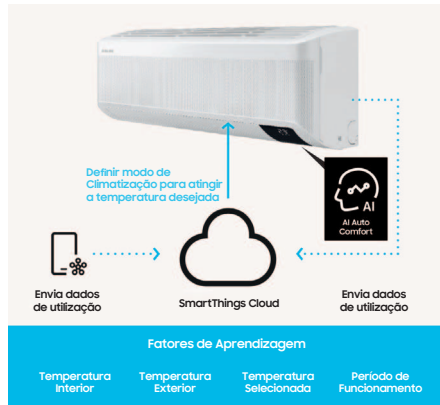 Definir modo de
Climatização para atingir
a temperatura desejada
AI
AI Auto
Comfort
Envia dados
de utilização
SmartThings Cloud
Envia dados
de utilização
Fatores de Aprendizagem
Temperatura
Interior
Temperatura
Exterior
Temperatura
Selecionada
Período de
Funcionamento